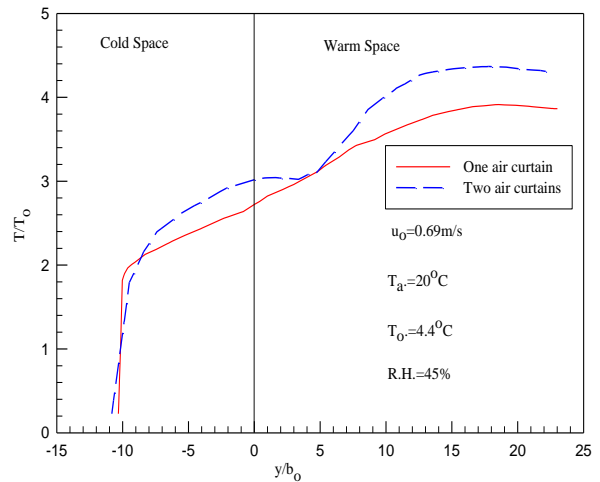 5
4
3
2
1
0
T/To
Cold Space
Warm Space
One air curtain
Two air curtains
uo=0.69m/s
Ta.=20oC
To.=4.4oC
R.H.=45%
-15 -10 -5 0 5 10 15 20 25
y/bo